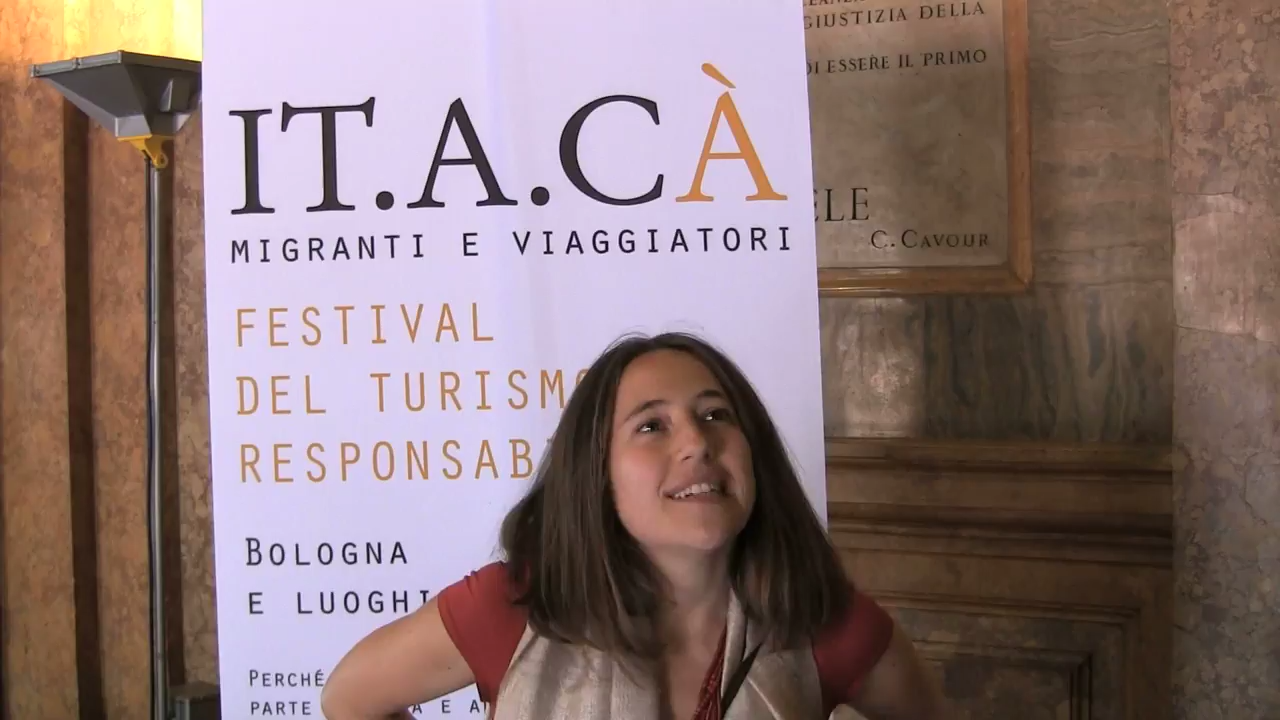 IT.A.CÀ
MIGRANTI E VIAGGIATORI
FESTIVAL
DEL TURISMO
RESPONSAB
BOLOGNA
E LUOGHI
PERCHÉ
PARTE
E
GIUSTIZIA DELLA
DI ESSERE IL PRIMO
C. CAVOUR